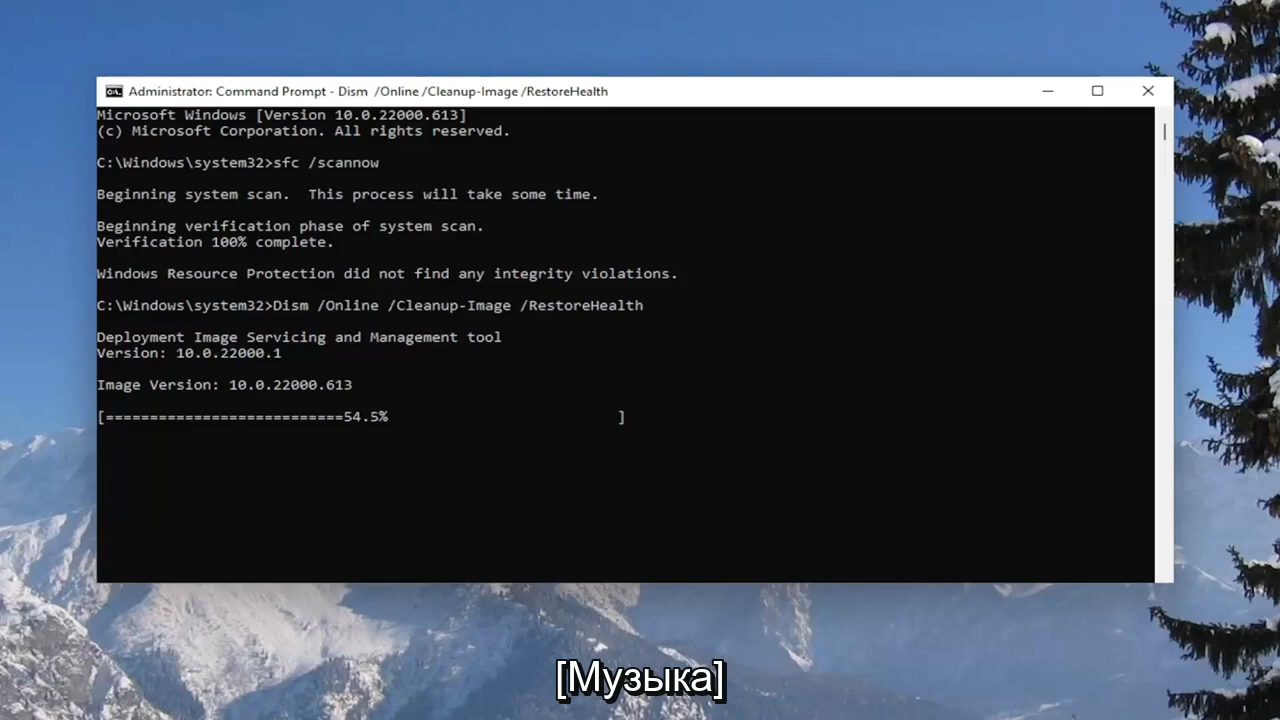 Administrator: Command Prompt - Dism  /Online /Cleanup-Image /RestoreHealth
Microsoft Windows [Version 10.0.22000.613]
(c) Microsoft Corporation. All rights reserved.
C:\Windows\system32>sfc /scannow
Beginning system scan.  This process will take some time.
Beginning verification phase of system scan.
Verification 100% complete.
Windows Resource Protection did not find any integrity violations.
C:\Windows\system32>Dism /Online /Cleanup-Image /RestoreHealth
Deployment Image Servicing and Management tool
Version: 10.0.22000.1
Image Version: 10.0.22000.613
[===========================54.5%                          ]
[Музыка]